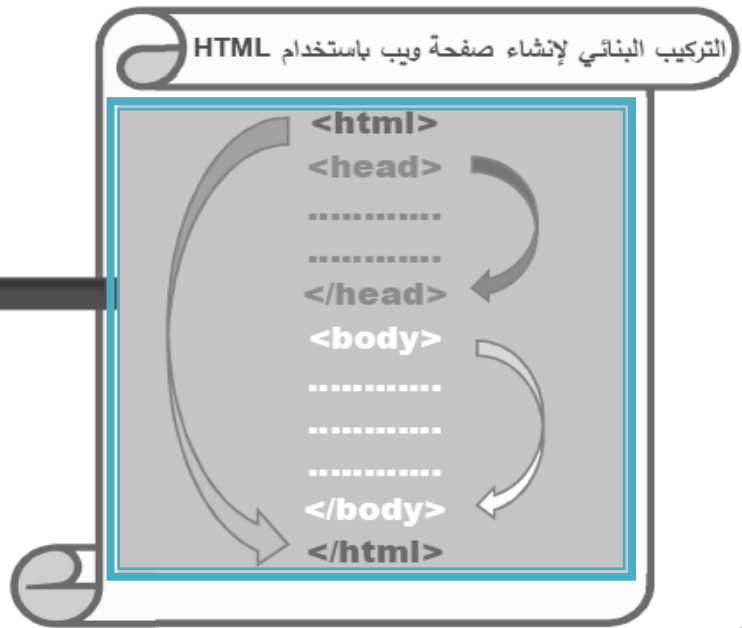 التركيب البنائي لإنشاء صفحة ويب باستخدام HTML
<html>
<head>
............
............
</head>
<body>
............
............
............
</body>
</html>